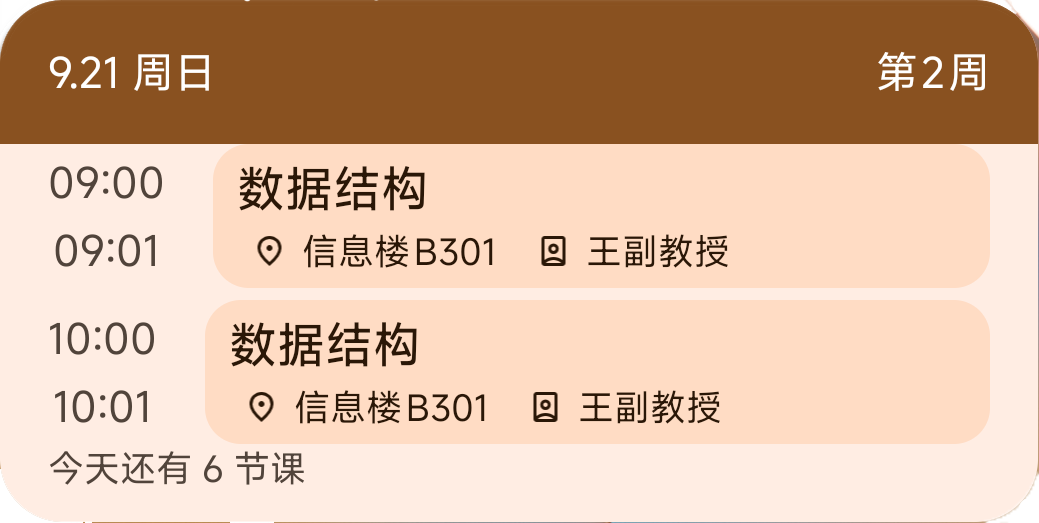 9.21 周日 第2周
09:00 数据结构
09:01 信息楼B301 王副教授
10:00 数据结构
10:01 信息楼B301 王副教授
今天还有 6 节课